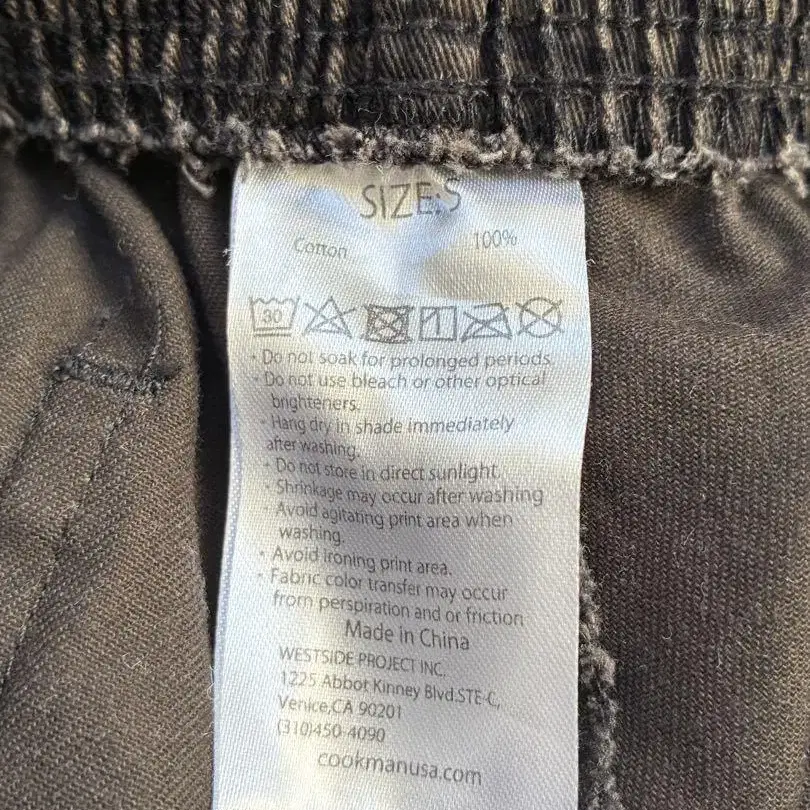 SIZE:S
Cotton 100%
30
• Do not soak for prolonged periods.
• Do not use bleach or other optical
brighteners.
• Hang dry in shade immediately
after washing.
• Do not store in direct sunlight.
• Shrinkage may occur after washing
• Avoid agitating print area when
washing.
• Avoid ironing print area.
• Fabric color transfer may occur
from perspiration and or friction
Made in China
WESTSIDE PROJECT INC.
1225 Abbot Kinney Blvd.STE-C,
Venice,CA 90201
(310)450-4090
cookmanusa.com